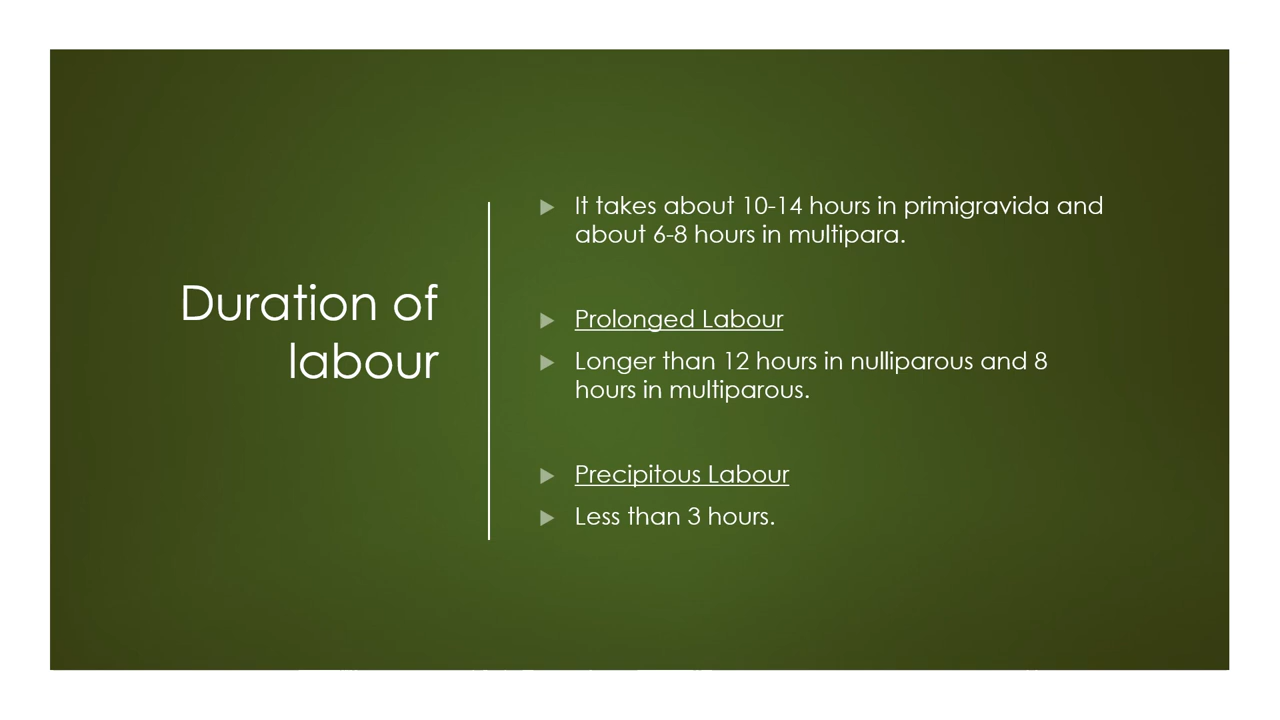 Duration of
labour
It takes about 10-14 hours in primigravida and
about 6-8 hours in multipara.
Prolonged Labour
Longer than 12 hours in nulliparous and 8
hours in multiparous.
Precipitous Labour
Less than 3 hours.